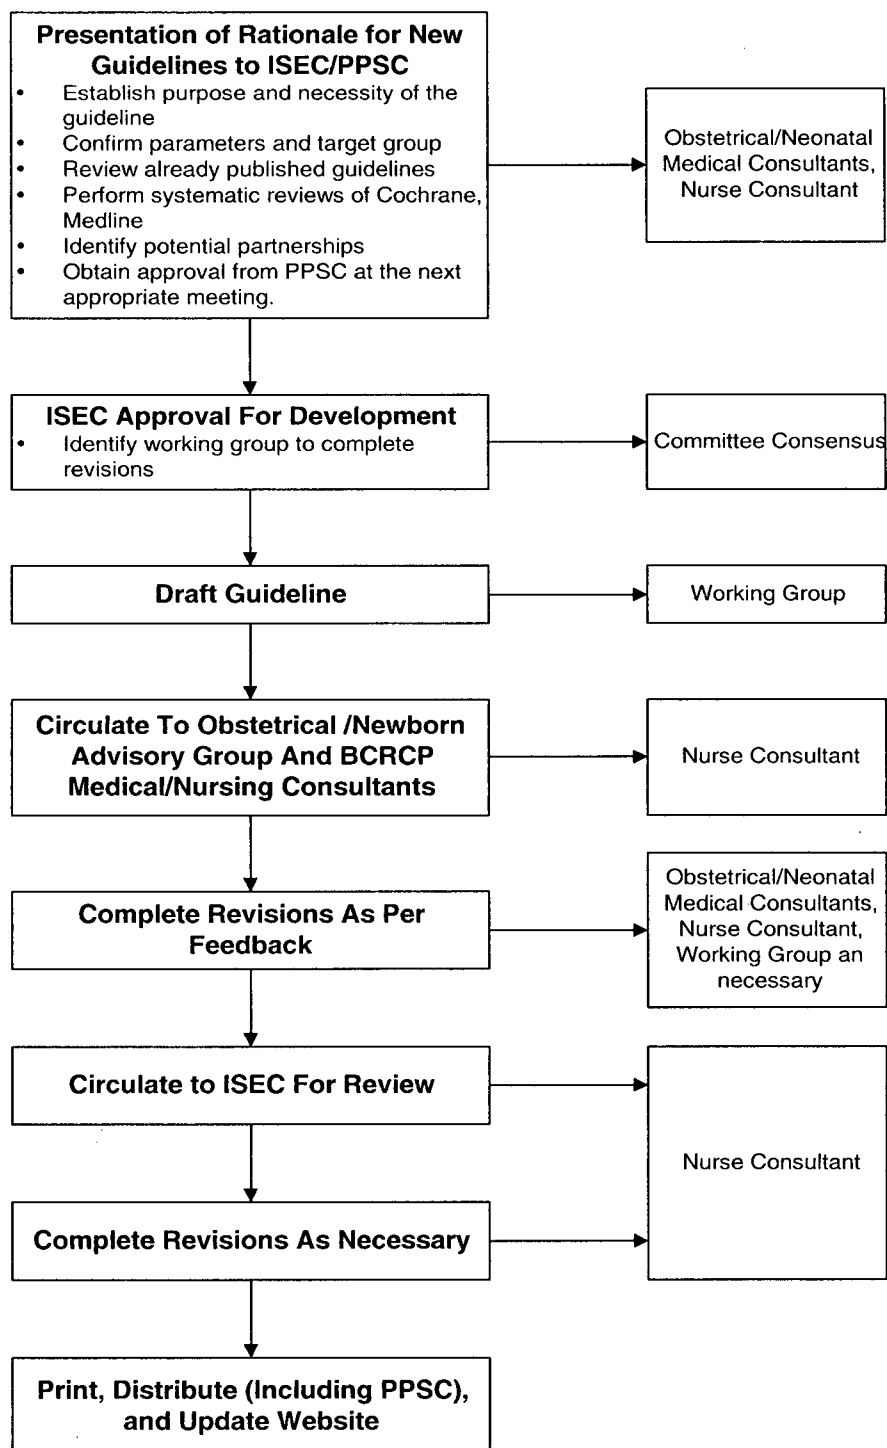 Presentation of Rationale for New
Guidelines to ISEC/PPSC
• Establish purpose and necessity of the
guideline
• Confirm parameters and target group
• Review already published guidelines
• Perform systematic reviews of Cochrane,
Medline
• Identify potential partnerships
• Obtain approval from PPSC at the next
appropriate meeting.
Obstetrical/Neonatal
Medical Consultants,
Nurse Consultant
ISEC Approval For Development
• Identify working group to complete
revisions
Committee Consensus
Draft Guideline
Working Group
Circulate To Obstetrical /Newborn
Advisory Group And BCRCP
Medical/Nursing Consultants
Nurse Consultant
Complete Revisions As Per
Feedback
Obstetrical/Neonatal
Medical Consultants,
Nurse Consultant,
Working Group an
necessary
Circulate to ISEC For Review
Nurse Consultant
Complete Revisions As Necessary
Print, Distribute (Including PPSC),
and Update Website